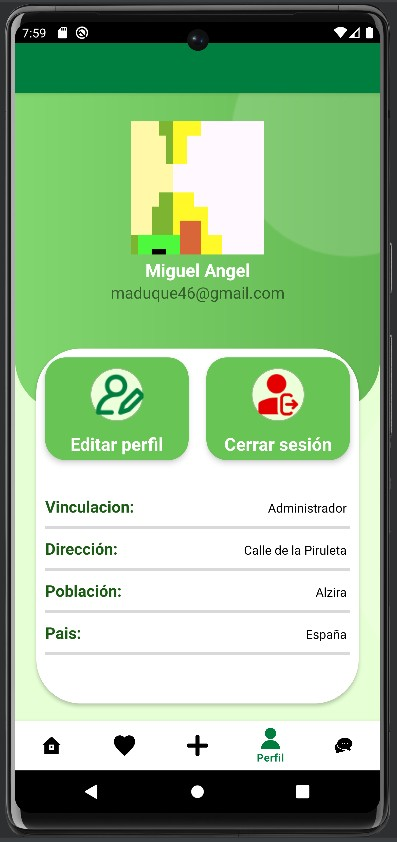 7:59
Miguel Angel
maduque46@gmail.com
Editar perfil
Cerrar sesión
Vinculacion: Administrador
Dirección: Calle de la Piruleta
Población: Alzira
Pais: España
Perfil